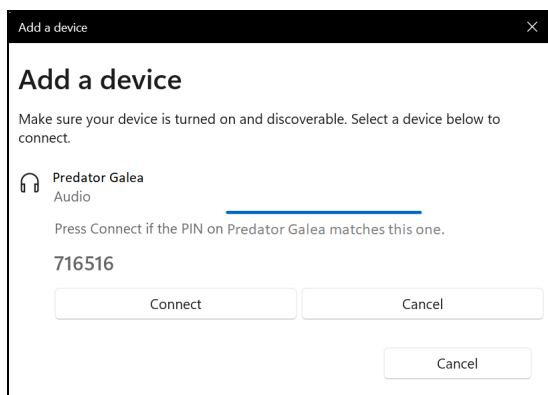 Add a device
Add a device
Make sure your device is turned on and discoverable. Select a device below to
connect.
Predator Galea
Audio
Press Connect if the PIN on Predator Galea matches this one.
716516
Connect
Cancel
Cancel